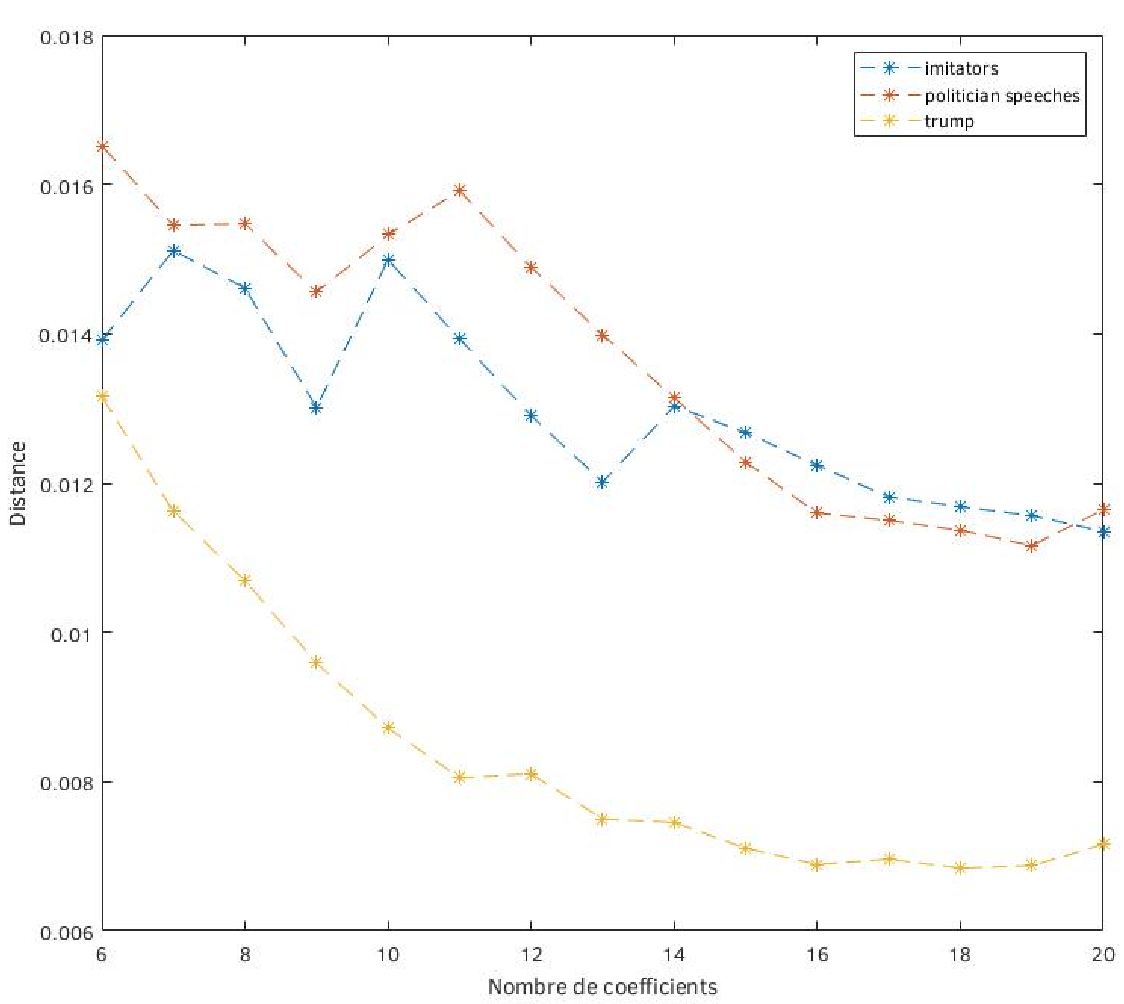 0.018
0.016
0.014
0.012
0.01
0.008
0.006
Distance
imitators
politician speeches
trump
6 8 10 12 14 16 18 20
Nombre de coefficients